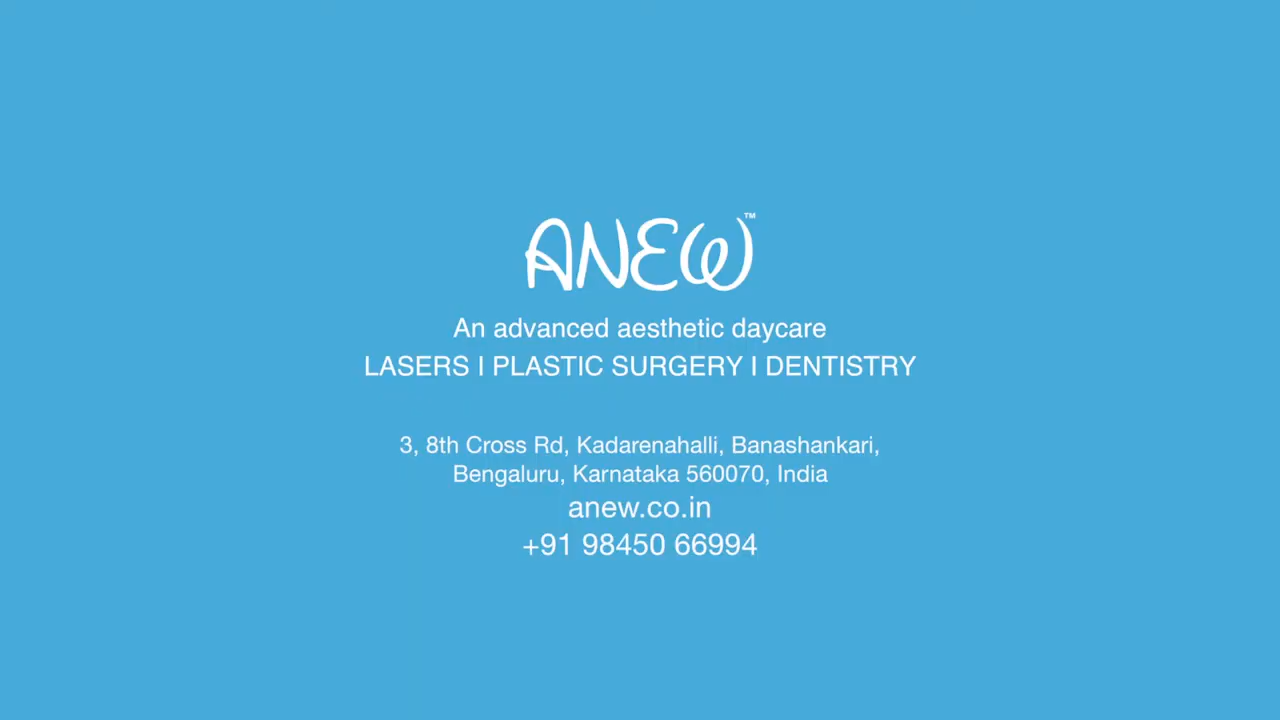 ANEW™
An advanced aesthetic daycare
LASERS I PLASTIC SURGERY I DENTISTRY
3, 8th Cross Rd, Kadarenahalli, Banashankari,
Bengaluru, Karnataka 560070, India
anew.co.in
+91 98450 66994